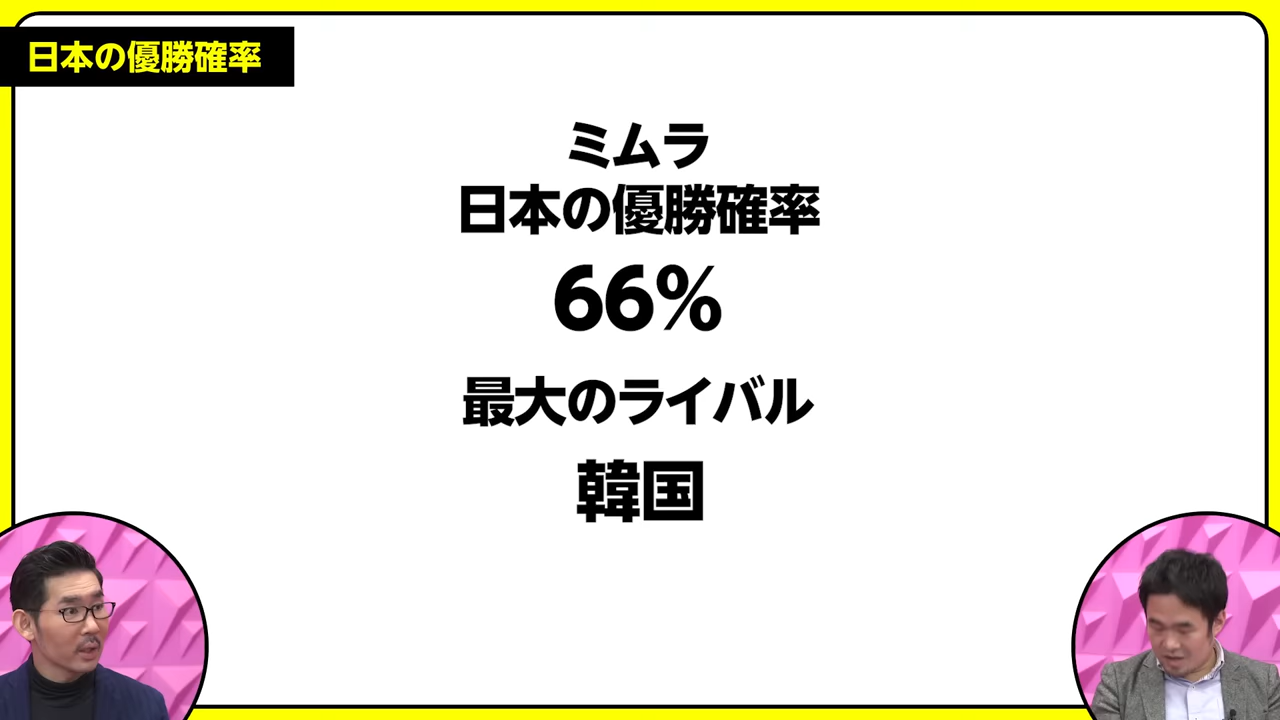 日本の優勝確率
ミムラ
日本の優勝確率
66%
最大のライバル
韓国